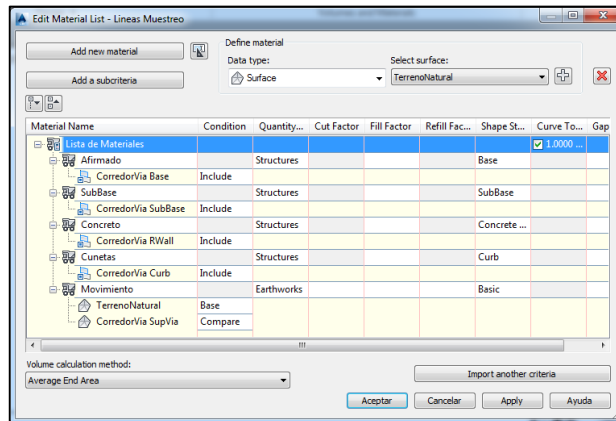 Edit Material List - Lineas Muestreo
Add new material
Define material
Data type:
Select surface:
Surface
TerrenoNatural
Add a subcriteria
Material Name Condition Quantity... Cut Factor Fill Factor Refill Fac... Shape St... Curve To... Gap
Lista de Materiales 1.0000 ...
Afirmado Structures Base
CorredorVia Base Include
SubBase Structures SubBase
CorredorVia SubBase Include
Concreto Structures Concrete ...
CorredorVia RWall Include
Cunetas Structures Curb
CorredorVia Curb Include
Movimiento Earthworks Basic
TerrenoNatural Base
CorredorVia SupVia Compare
Volume calculation method:
Average End Area
Import another criteria
Aceptar Cancelar Apply Ayuda